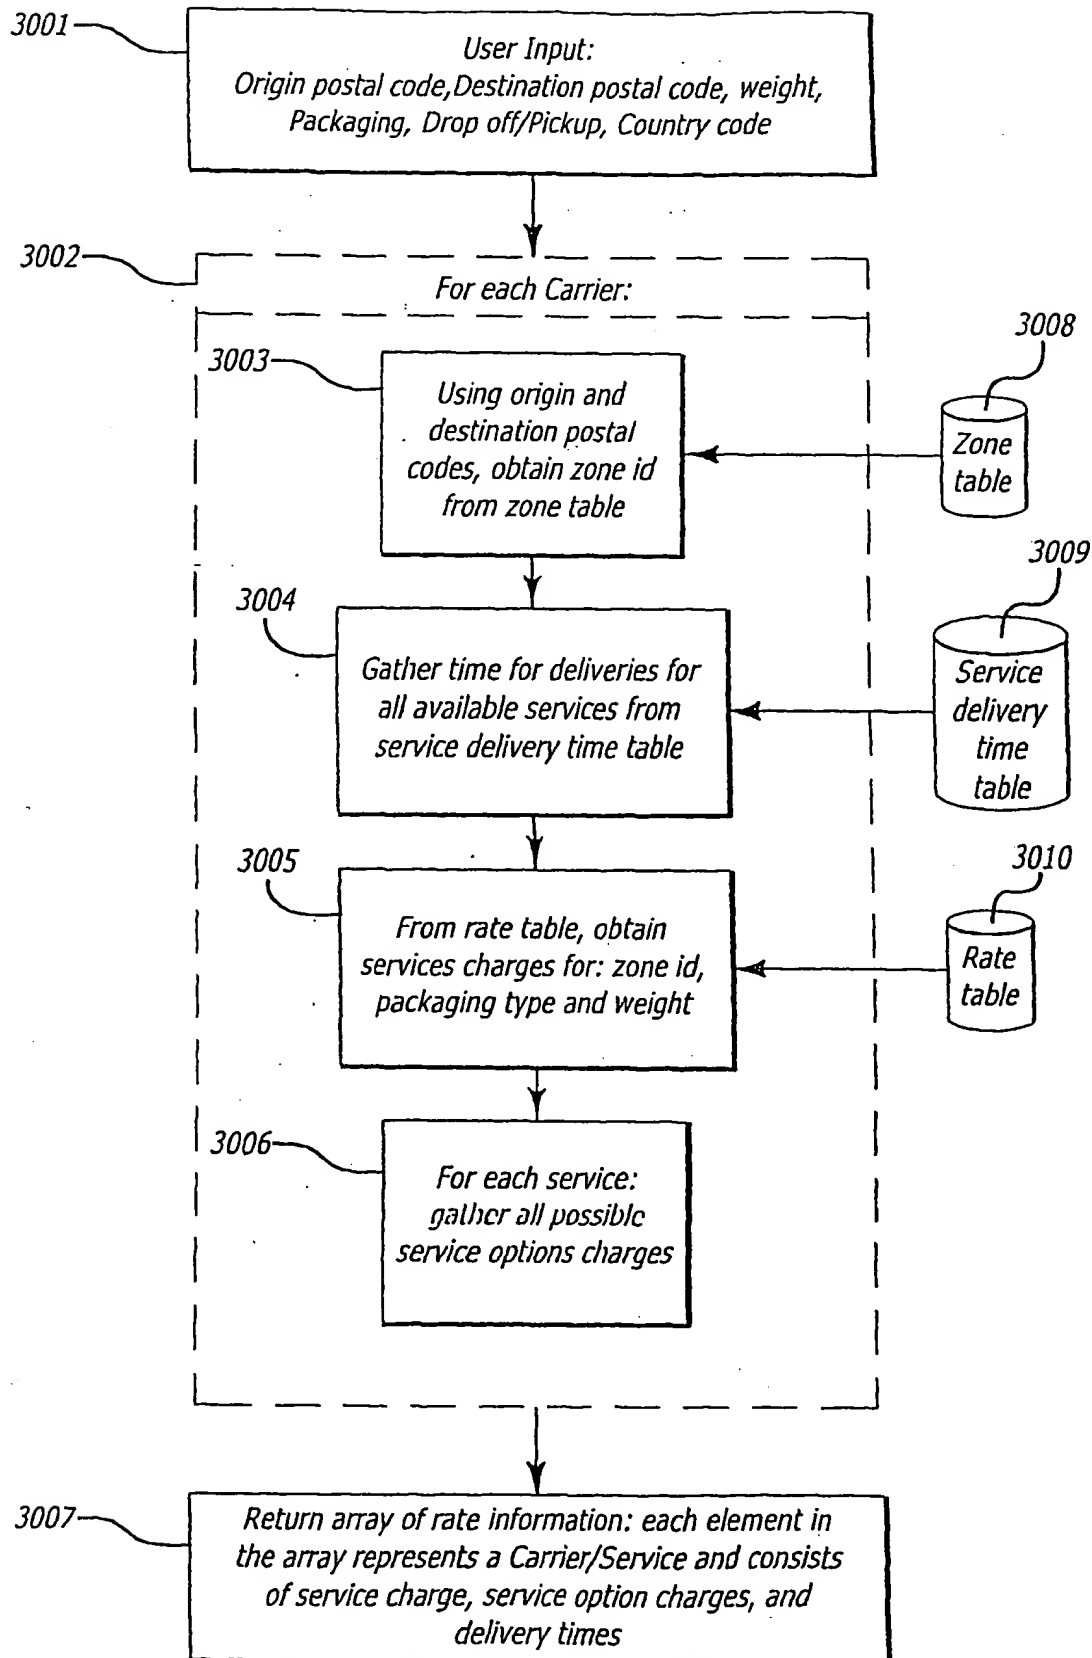 3001
User Input:
Origin postal code,Destination postal code, weight,
Packaging, Drop off/Pickup, Country code
3002
For each Carrier:
3003
Using origin and
destination postal
codes, obtain zone id
from zone table
3008
Zone
table
3004
Gather time for deliveries for
all available services from
service delivery time table
3009
Service
delivery
time
table
3005
From rate table, obtain
services charges for: zone id,
packaging type and weight
3010
Rate
table
3006
For each service:
gather all possible
service options charges
3007
Return array of rate information: each element in
the array represents a Carrier/Service and consists
of service charge, service option charges, and
delivery times